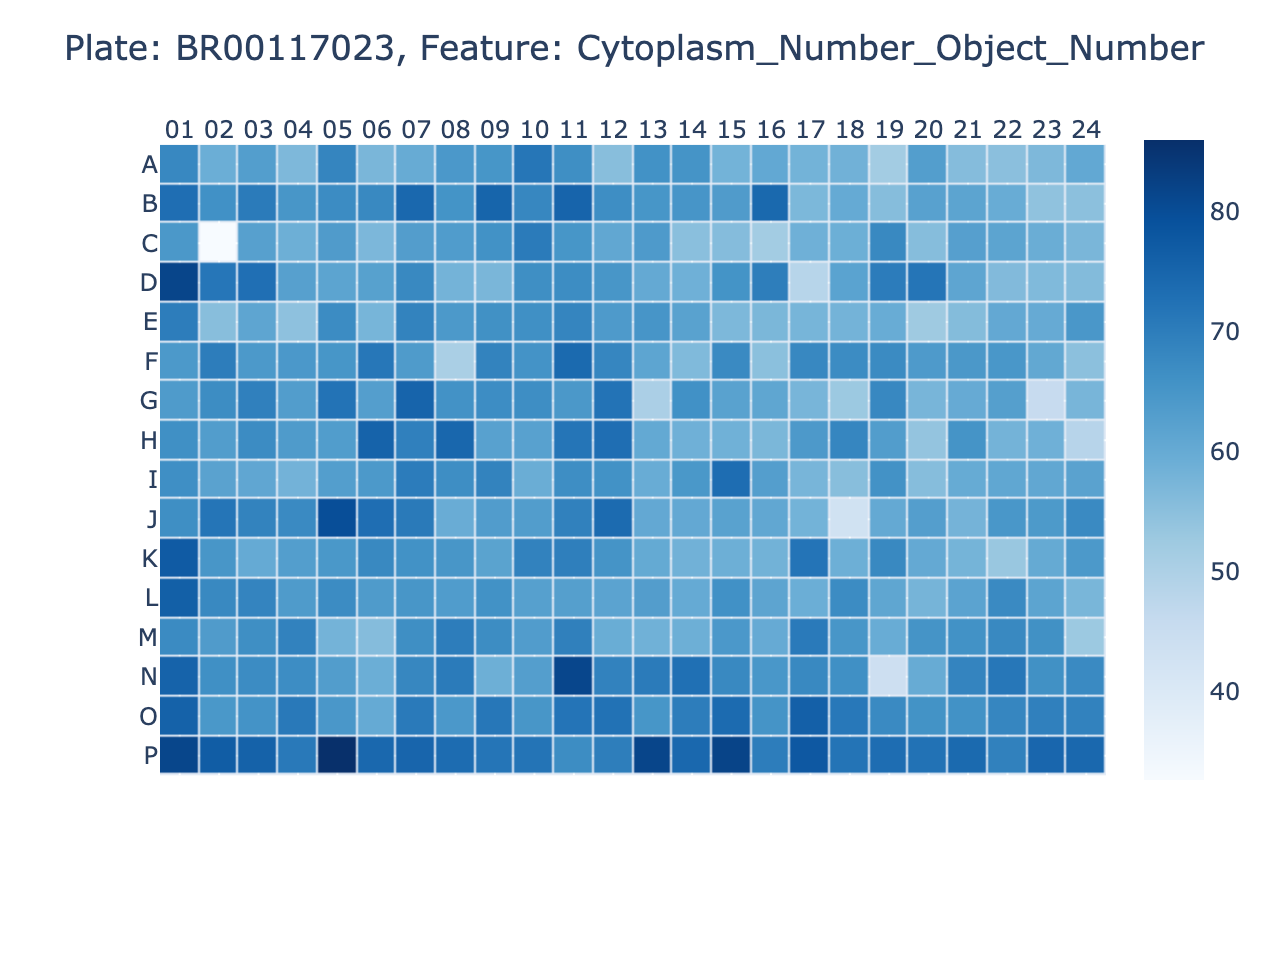 Plate: BR00117023, Feature: Cytoplasm_Number_Object_Number
01 02 03 04 05 06 07 08 09 10 11 12 13 14 15 16 17 18 19 20 21 22 23 24
A
B
C
D
E
F
G
H
I
J
K
L
M
N
O
P
80
70
60
50
40